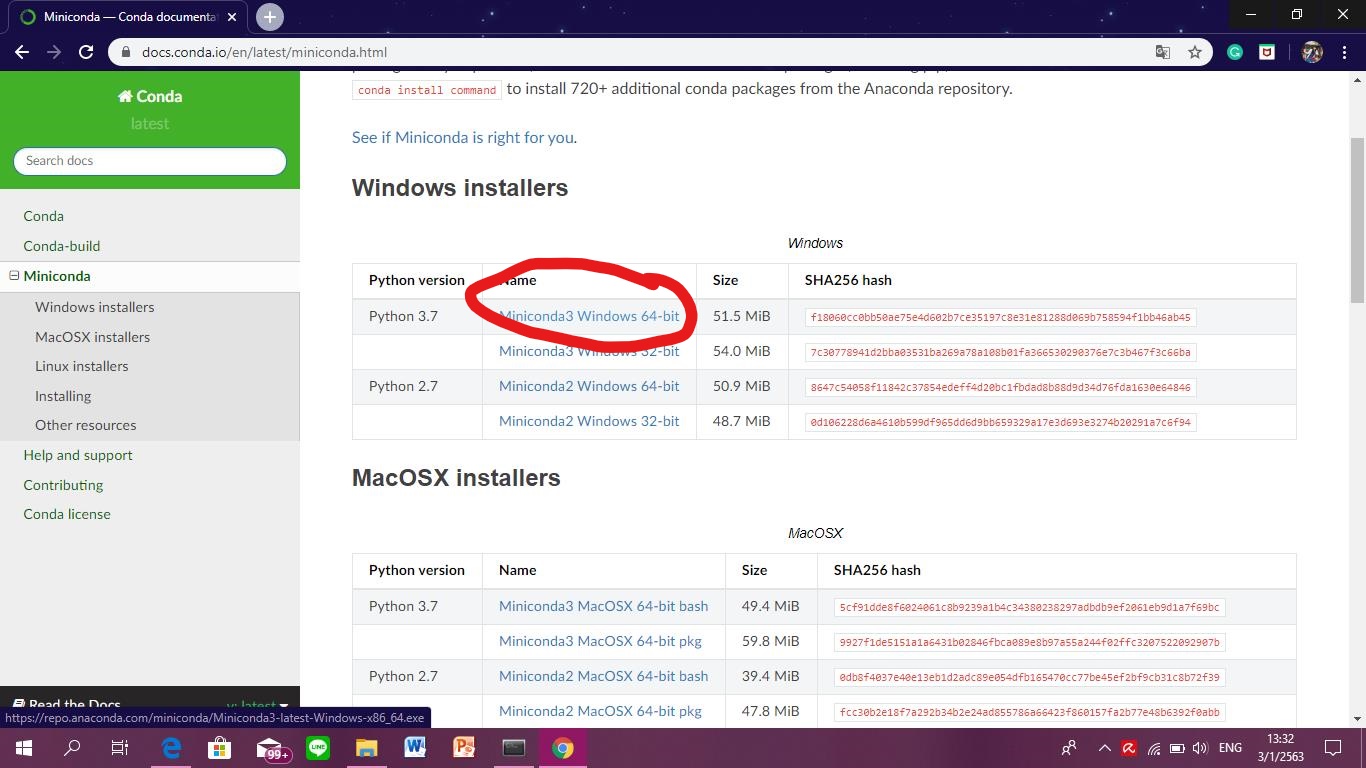 Miniconda — Conda documentat
docs.conda.io/en/latest/miniconda.html
Conda
latest
Search docs
Conda
Conda-build
Miniconda
Windows installers
MacOSX installers
Linux installers
Installing
Other resources
Help and support
Contributing
Conda license
Read the Docs v: latest
conda install command to install 720+ additional conda packages from the Anaconda repository.
See if Miniconda is right for you.
Windows installers
Windows
Python version Name Size SHA256 hash
Python 3.7 Miniconda3 Windows 64-bit 51.5 MiB f18060cc0bb50ae75e4d602b7ce35197c8e31e81288d069b758594f1bb46ab45
Miniconda3 Windows 32-bit 54.0 MiB 7c30778941d2bba03531ba269a78a108b01fa366530290376e7c3b467f3c66ba
Python 2.7 Miniconda2 Windows 64-bit 50.9 MiB 8647c54058f11842c37854edeff4d20bc1fbdad8b88d9d34d76fda1630e64846
Miniconda2 Windows 32-bit 48.7 MiB 0d106228d6a4610b599df965dd6d9bb659329a17e3d693e3274b20291a7c6f94
MacOSX installers
MacOSX
Python version Name Size SHA256 hash
Python 3.7 Miniconda3 MacOSX 64-bit bash 49.4 MiB 5cf91dde8f6024061c8b9239a1b4c34380238297adbdb9ef2061eb9d1a7f69bc
Miniconda3 MacOSX 64-bit pkg 59.8 MiB 9927f1de5151a1a6431b02846fbca089e8b97a55a244f02ffc3207522092907b
Python 2.7 Miniconda2 MacOSX 64-bit bash 39.4 MiB 0db8f4037e40e13eb1d2adc89e054dfb165470cc77be45ef2bf9cb31c8b72f39
Miniconda2 MacOSX 64-bit pkg 47.8 MiB fcc30b2e18f7a292b34b2e24ad855786a66423f860157fa2b77e48b6392f0abb
https://repo.anaconda.com/miniconda/Miniconda3-latest-Windows-x86_64.exe
99+
LINE
ENG
13:32
3/1/2563